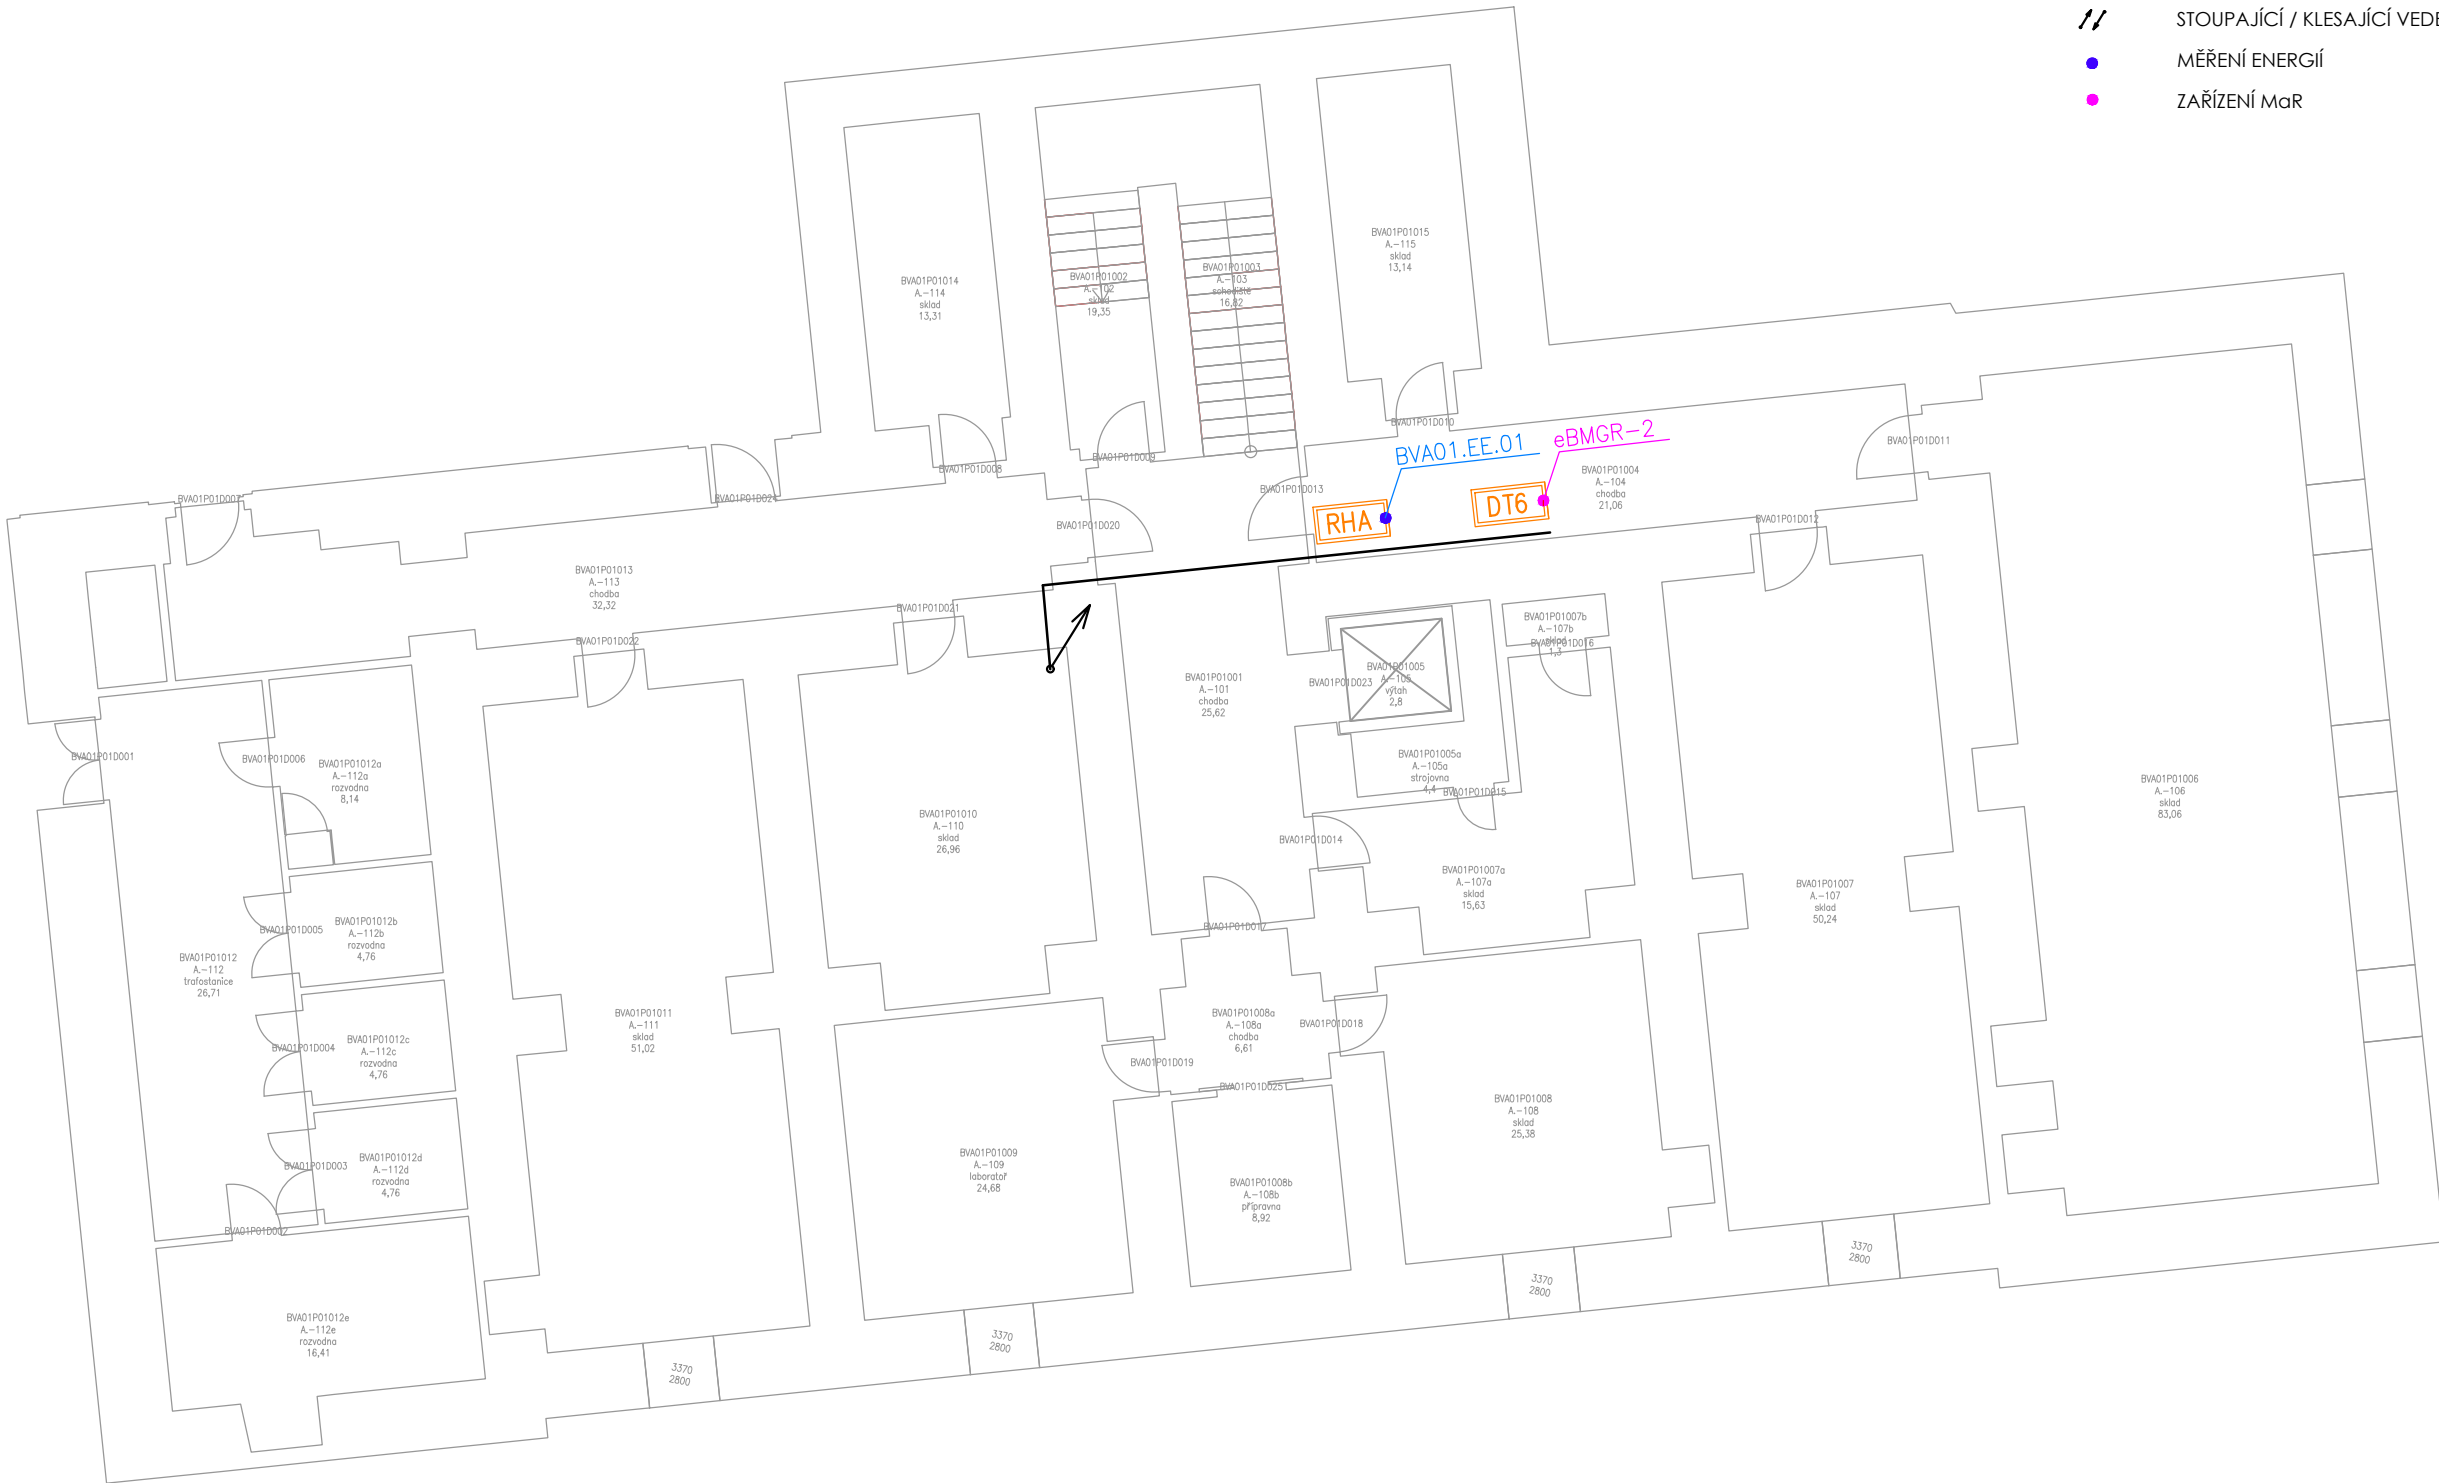 STOUPAJÍCÍ / KLESAJÍCÍ
MĚŘENÍ ENERGIÍ
ZAŘÍZENÍ MaR
BVA01P01015
A.-115
sklad
13,14
BVA01P01014
A.-114
sklad
13,31
BVA01P01002
A.-102
sklad
19,35
BVA01P01003
A.-103
schodiště
16,82
BVA01P01D010
BVA01P01D011
BVA01.EE.01
eBMGR-2
BVA01P01D009
BVA01P01D008
BVA01P01004
A.-104
chodba
21,06
BVA01P01D013
BVA01P01D007
BVA01P01D024
BVA01P01D020
RHA
DT6
BVA01P01D012
BVA01P01013
A.-113
chodba
32,32
BVA01P01D021
BVA01P01D022
BVA01P01007b
A.-107b
sklad
1,3
BVA01P01D016
BVA01P01005
A.-105
výtah
2,8
BVA01P01D023
BVA01P01001
A.-101
chodba
25,62
BVA01P01D001
BVA01P01D006
BVA01P01012a
A.-112a
rozvodna
8,14
BVA01P01005a
A.-105a
strojovna
4,4
BVA01P01D015
BVA01P01006
A.-106
sklad
83,06
BVA01P01010
A.-110
sklad
26,96
BVA01P01D014
BVA01P01007a
A.-107a
sklad
15,63
BVA01P01007
A.-107
sklad
50,24
BVA01P01D005
BVA01P01012b
A.-112b
rozvodna
4,76
BVA01P01D017
BVA01P01012
A.-112
trafostanice
26,71
BVA01P01011
A.-111
sklad
51,02
BVA01P01008a
A.-108a
chodba
6,61
BVA01P01D018
BVA01P01D004
BVA01P01012c
A.-112c
rozvodna
4,76
BVA01P01D019
BVA01P01D025
BVA01P01008
A.-108
sklad
25,38
BVA01P01D003
BVA01P01012d
A.-112d
rozvodna
4,76
BVA01P01009
A.-109
laboratoř
24,68
BVA01P01008b
A.-108b
přípravna
8,92
BVA01P01D002
BVA01P01012e
A.-112e
rozvodna
16,41
3370
2800
3370
2800
3370
2800
3370
2800